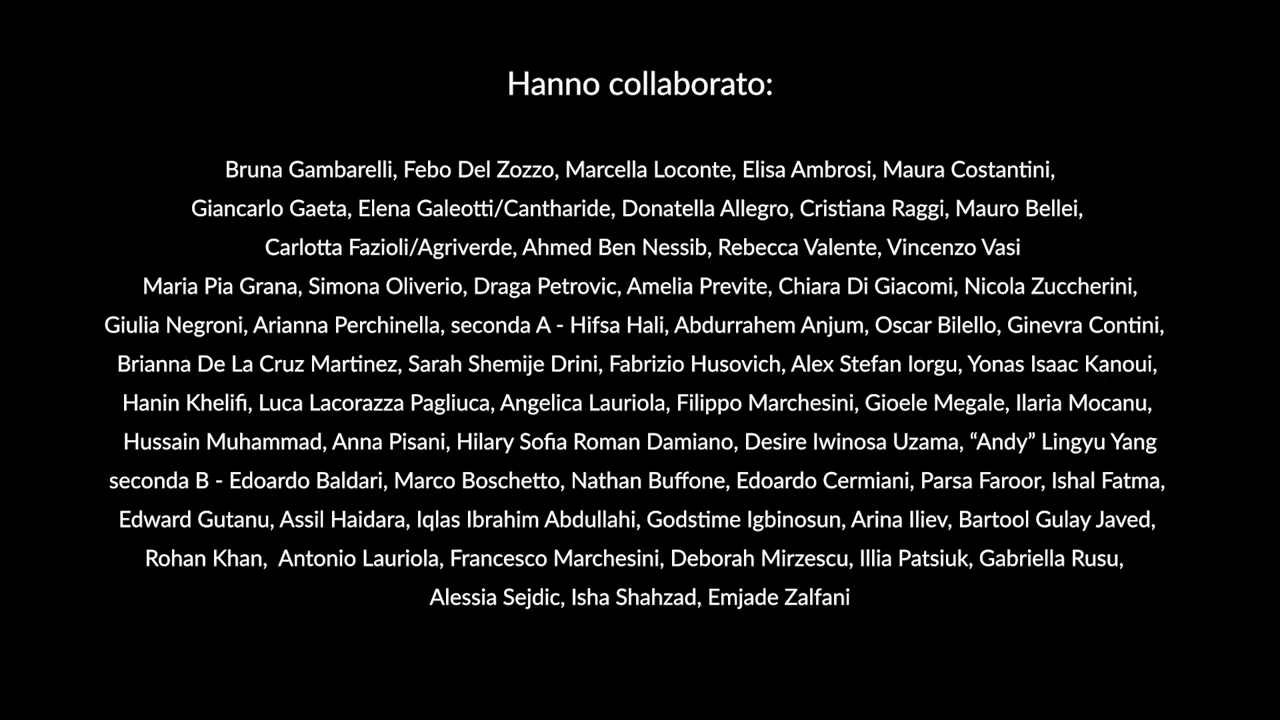 Hanno collaborato:
Bruna Gambarelli, Febo Del Zozzo, Marcella Loconte, Elisa Ambrosi, Maura Costantini,
Giancarlo Gaeta, Elena Galeotti/Cantharide, Donatella Allegro, Cristiana Raggi, Mauro Bellei,
Carlotta Fazioli/Agriverde, Ahmed Ben Nessib, Rebecca Valente, Vincenzo Vasi
Maria Pia Grana, Simona Oliverio, Draga Petrovic, Amelia Previte, Chiara Di Giacomi, Nicola Zuccherini,
Giulia Negroni, Arianna Perchinella, seconda A - Hifsa Hali, Abdurrahem Anjum, Oscar Bilello, Ginevra Contini,
Brianna De La Cruz Martinez, Sarah Shemije Drini, Fabrizio Husovich, Alex Stefan Iorgu, Yonas Isaac Kanoui,
Hanin Khelifi, Luca Lacorazza Pagliuca, Angelica Lauriola, Filippo Marchesini, Gioele Megale, Ilaria Mocanu,
Hussain Muhammad, Anna Pisani, Hilary Sofia Roman Damiano, Desire Iwinosa Uzama, “Andy” Lingyu Yang
seconda B - Edoardo Baldari, Marco Boschetto, Nathan Buffone, Edoardo Cermiani, Parsa Faroor, Ishal Fatma,
Edward Gutanu, Assil Haidara, Iqlas Ibrahim Abdullahi, Godstime Igbinosun, Arina Iliev, Bartool Gulay Javed,
Rohan Khan,  Antonio Lauriola, Francesco Marchesini, Deborah Mirzescu, Illia Patsiuk, Gabriella Rusu,
Alessia Sejdic, Isha Shahzad, Emjade Zalfani